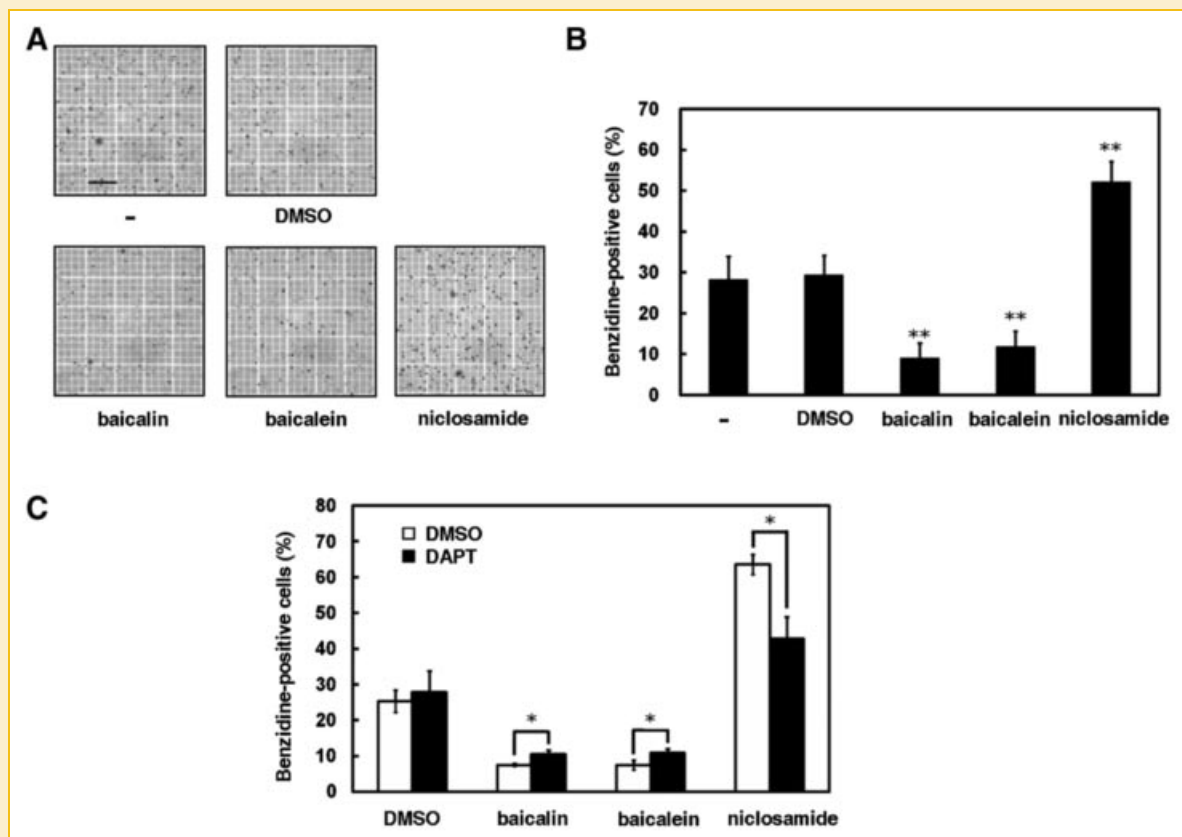 A
–
DMSO
baicalin
baicalein
niclosamide
B
Benzidine-positive cells (%)
70
60
50
40
30
20
10
0
**
**
**
–
DMSO
baicalin
baicalein
niclosamide
C
Benzidine-positive cells (%)
80
70
60
50
40
30
20
10
0
DMSO
DAPT
*
*
*
DMSO
baicalin
baicalein
niclosamide